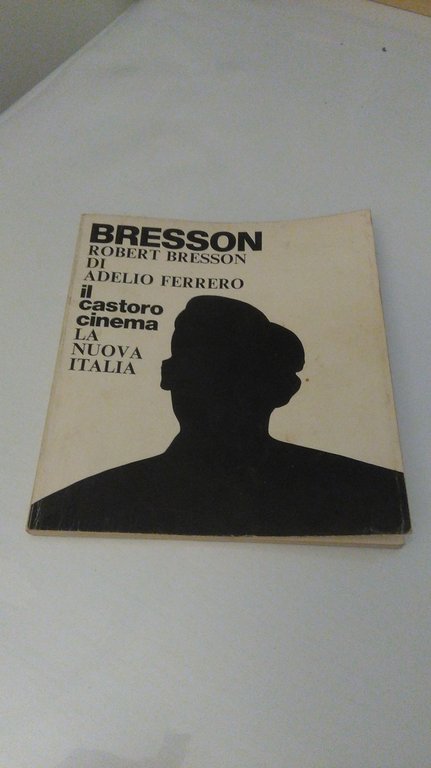 BRESSON
ROBERT BRESSON
DI
ADELIO FERRERO
il
castoro
cinema
LA
NUOVA
ITALIA